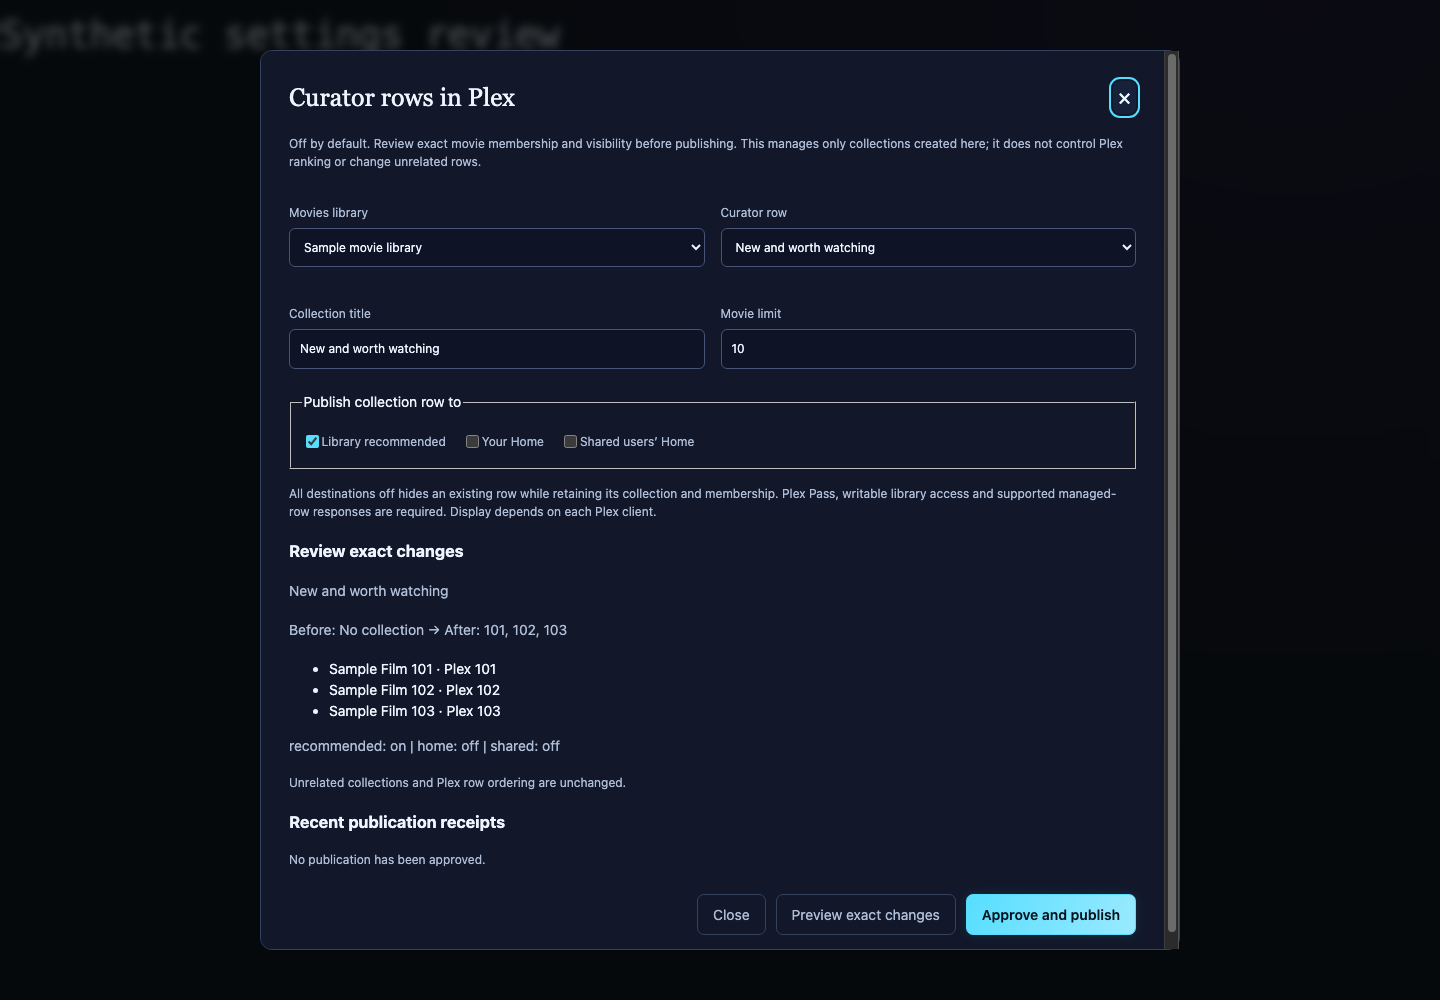 Synthetic settings review
Curator rows in Plex
×
Off by default. Review exact movie membership and visibility before publishing. This manages only collections created here; it does not control Plex
ranking or change unrelated rows.
Movies library
Curator row
Sample movie library
New and worth watching
Collection title
Movie limit
New and worth watching
10
Publish collection row to
Library recommended
Your Home
Shared users’ Home
All destinations off hides an existing row while retaining its collection and membership. Plex Pass, writable library access and supported managed-
row responses are required. Display depends on each Plex client.
Review exact changes
New and worth watching
Before: No collection → After: 101, 102, 103
• Sample Film 101 · Plex 101
• Sample Film 102 · Plex 102
• Sample Film 103 · Plex 103
recommended: on | home: off | shared: off
Unrelated collections and Plex row ordering are unchanged.
Recent publication receipts
No publication has been approved.
Close
Preview exact changes
Approve and publish